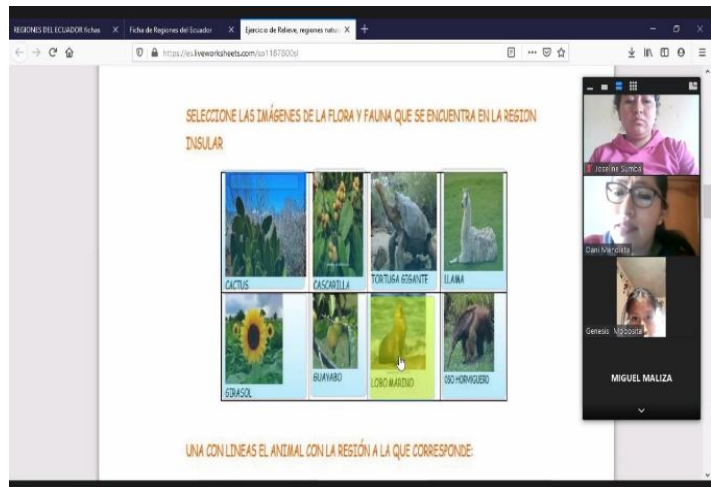 REGIONES DEL ECUADOR fichas
Ficha de Regiones del Ecuador
Ejercicio de Relieve, regiones natu
https://es.liveworksheets.com/
SELECCIONE LAS IMÁGENES DE LA FLORA Y FAUNA QUE SE ENCUENTRA EN LA REGION
INSULAR
CACTUS
CASCARILLA
TORTUGA GIGANTE
LLAMA
GIRASOL
GUAYABO
LOBO MARINO
OSO HORMIGUERO
UNA CON LINEAS EL ANIMAL CON LA REGIÓN A LA QUE CORRESPONDE:
Joseline Sumba
Dani
Genesis
MIGUEL MALIZA